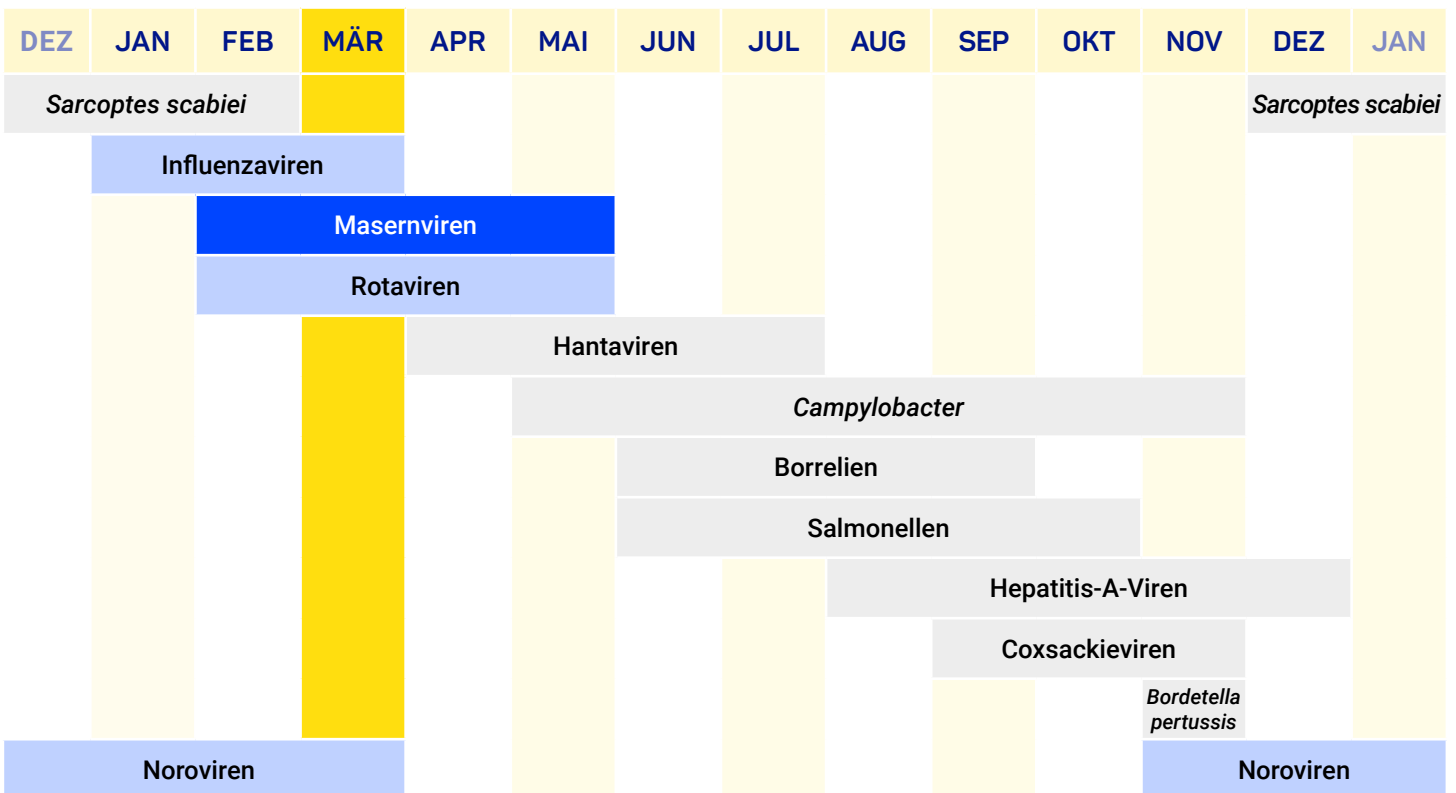 DEZ JAN FEB MÄR APR MAI JUN JUL AUG SEP OKT NOV DEZ JAN
Sarcoptes scabiei Sarcoptes scabiei
Influenzaviren
Masernviren
Rotaviren
Hantaviren
Campylobacter
Borrelien
Salmonellen
Hepatitis-A-Viren
Coxsackieviren
Bordetella
pertussis
Noroviren Noroviren